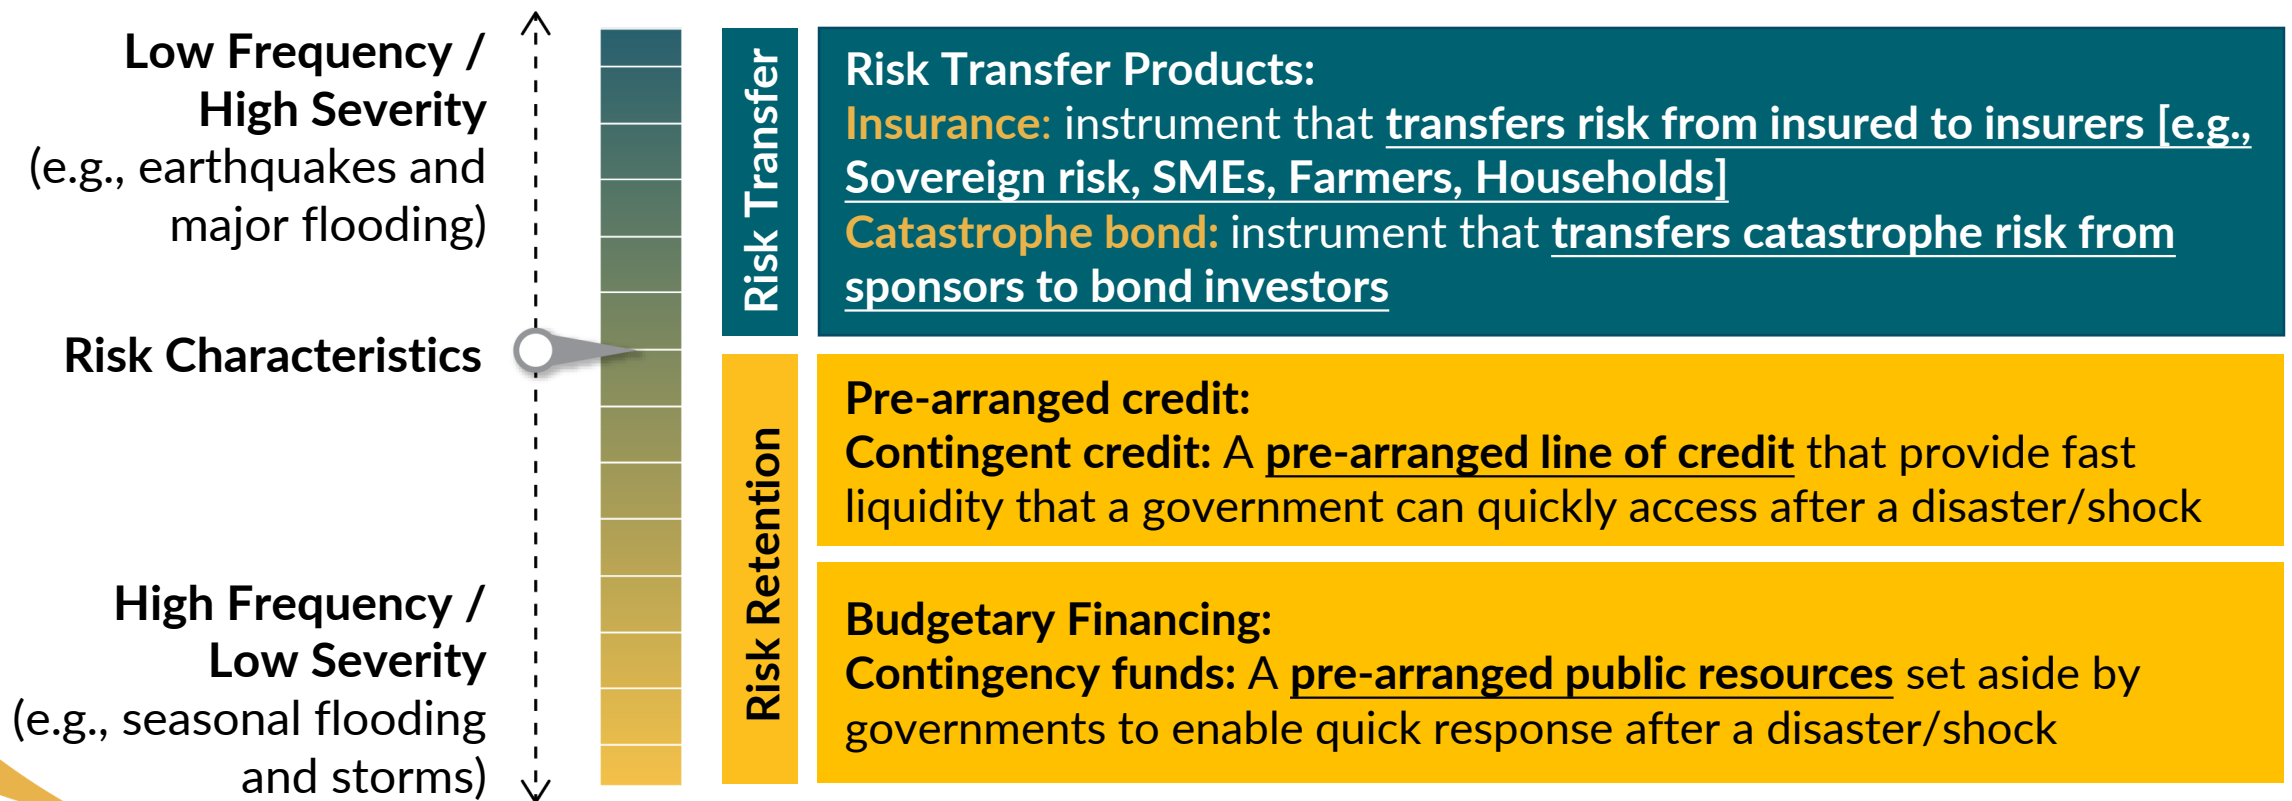 Low Frequency /
High Severity
(e.g., earthquakes and
major flooding)
Risk Characteristics
High Frequency /
Low Severity
(e.g., seasonal flooding
and storms)
Risk Transfer
Risk Transfer Products:
Insurance: instrument that transfers risk from insured to insurers [e.g.,
Sovereign risk, SMEs, Farmers, Households]
Catastrophe bond: instrument that transfers catastrophe risk from
sponsors to bond investors
Risk Retention
Pre-arranged credit:
Contingent credit: A pre-arranged line of credit that provide fast
liquidity that a government can quickly access after a disaster/shock
Budgetary Financing:
Contingency funds: A pre-arranged public resources set aside by
governments to enable quick response after a disaster/shock